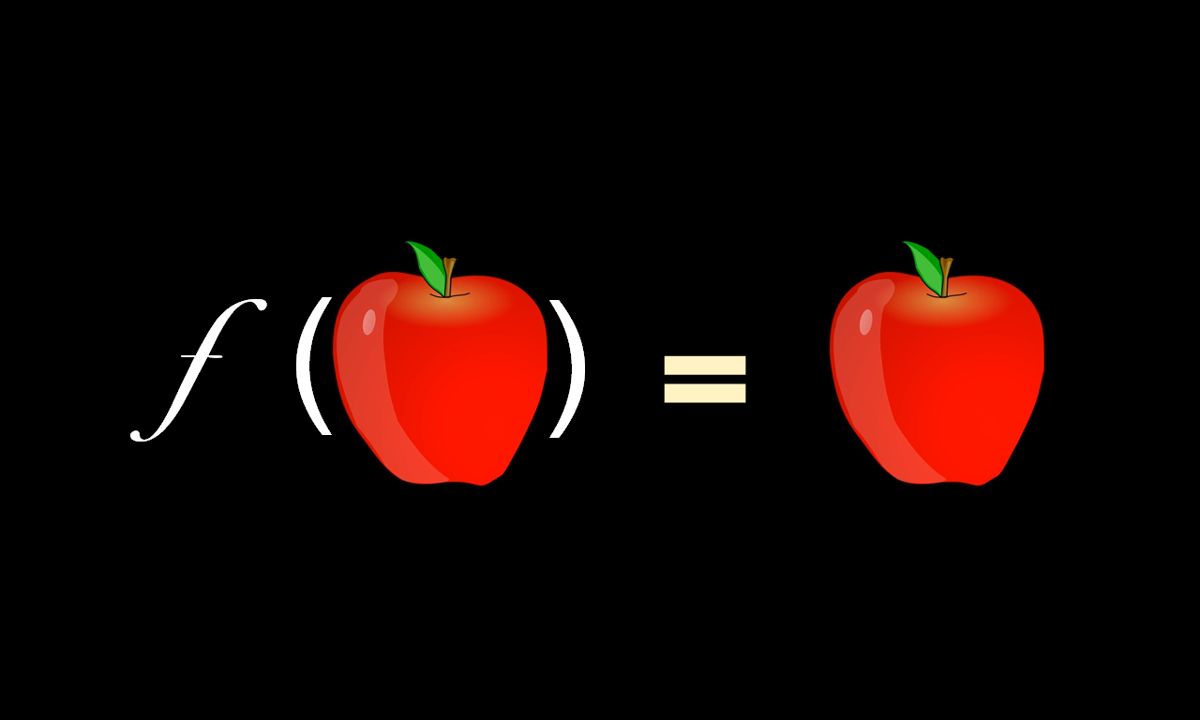 f ( ) =